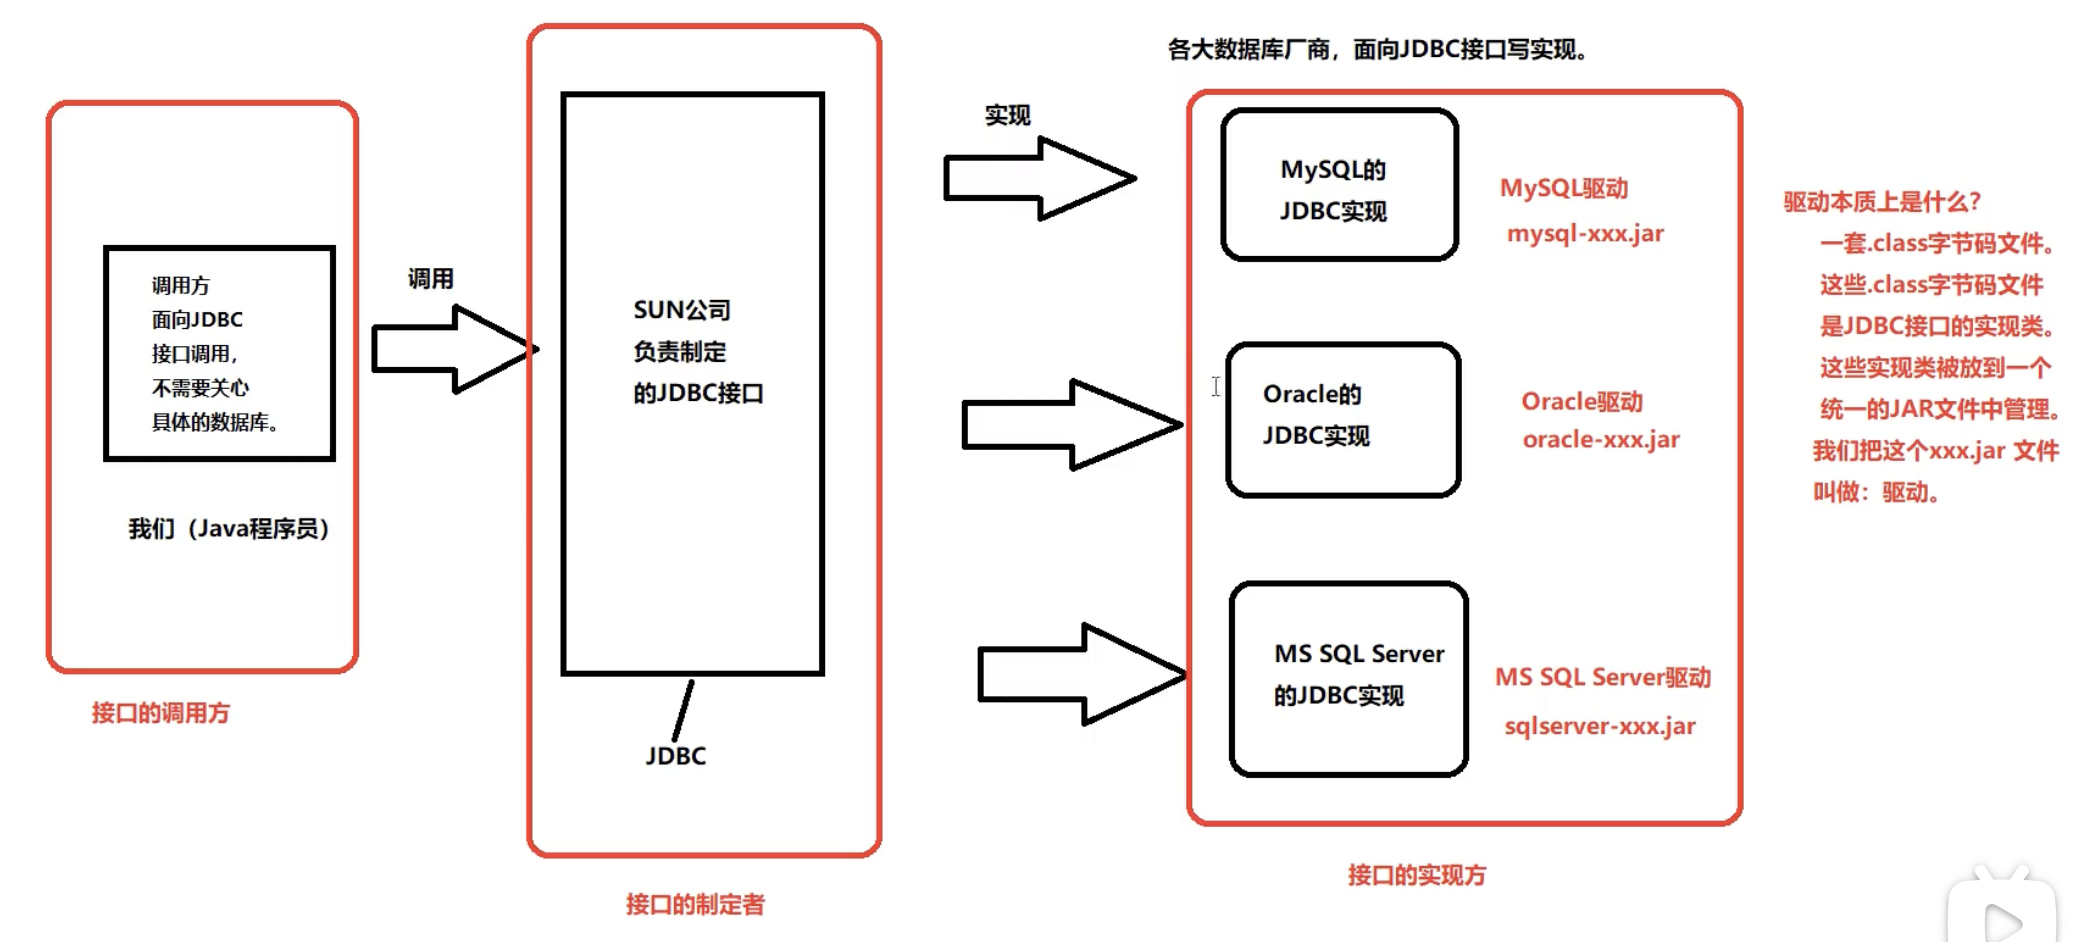 调用方
面向JDBC
接口调用，
不需要关心
具体的数据库。
我们（Java程序员）
接口的调用方
调用
SUN公司
负责制定
的JDBC接口
JDBC
接口的制定者
实现
各大数据库厂商，面向JDBC接口写实现。
MySQL的
JDBC实现
MySQL驱动
mysql-xxx.jar
Oracle的
JDBC实现
Oracle驱动
oracle-xxx.jar
MS SQL Server
的JDBC实现
MS SQL Server驱动
sqlserver-xxx.jar
接口的实现方
驱动本质上是什么？
一套.class字节码文件。
这些.class字节码文件
是JDBC接口的实现类。
这些实现类被放到一个
统一的JAR文件中管理。
我们把这个xxx.jar 文件
叫做：驱动。